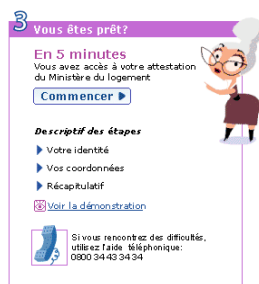 3 Vous êtes prêt?
En 5 minutes
Vous avez accès à votre attestation
du Ministère du logement
Commencer
Descriptif des étapes
Votre identité
Vos coordonnées
Récapitulatif
Voir la démonstration
Si vous rencontrez des difficultés,
utilisez l'aide téléphonique:
0800 34 43 34 34